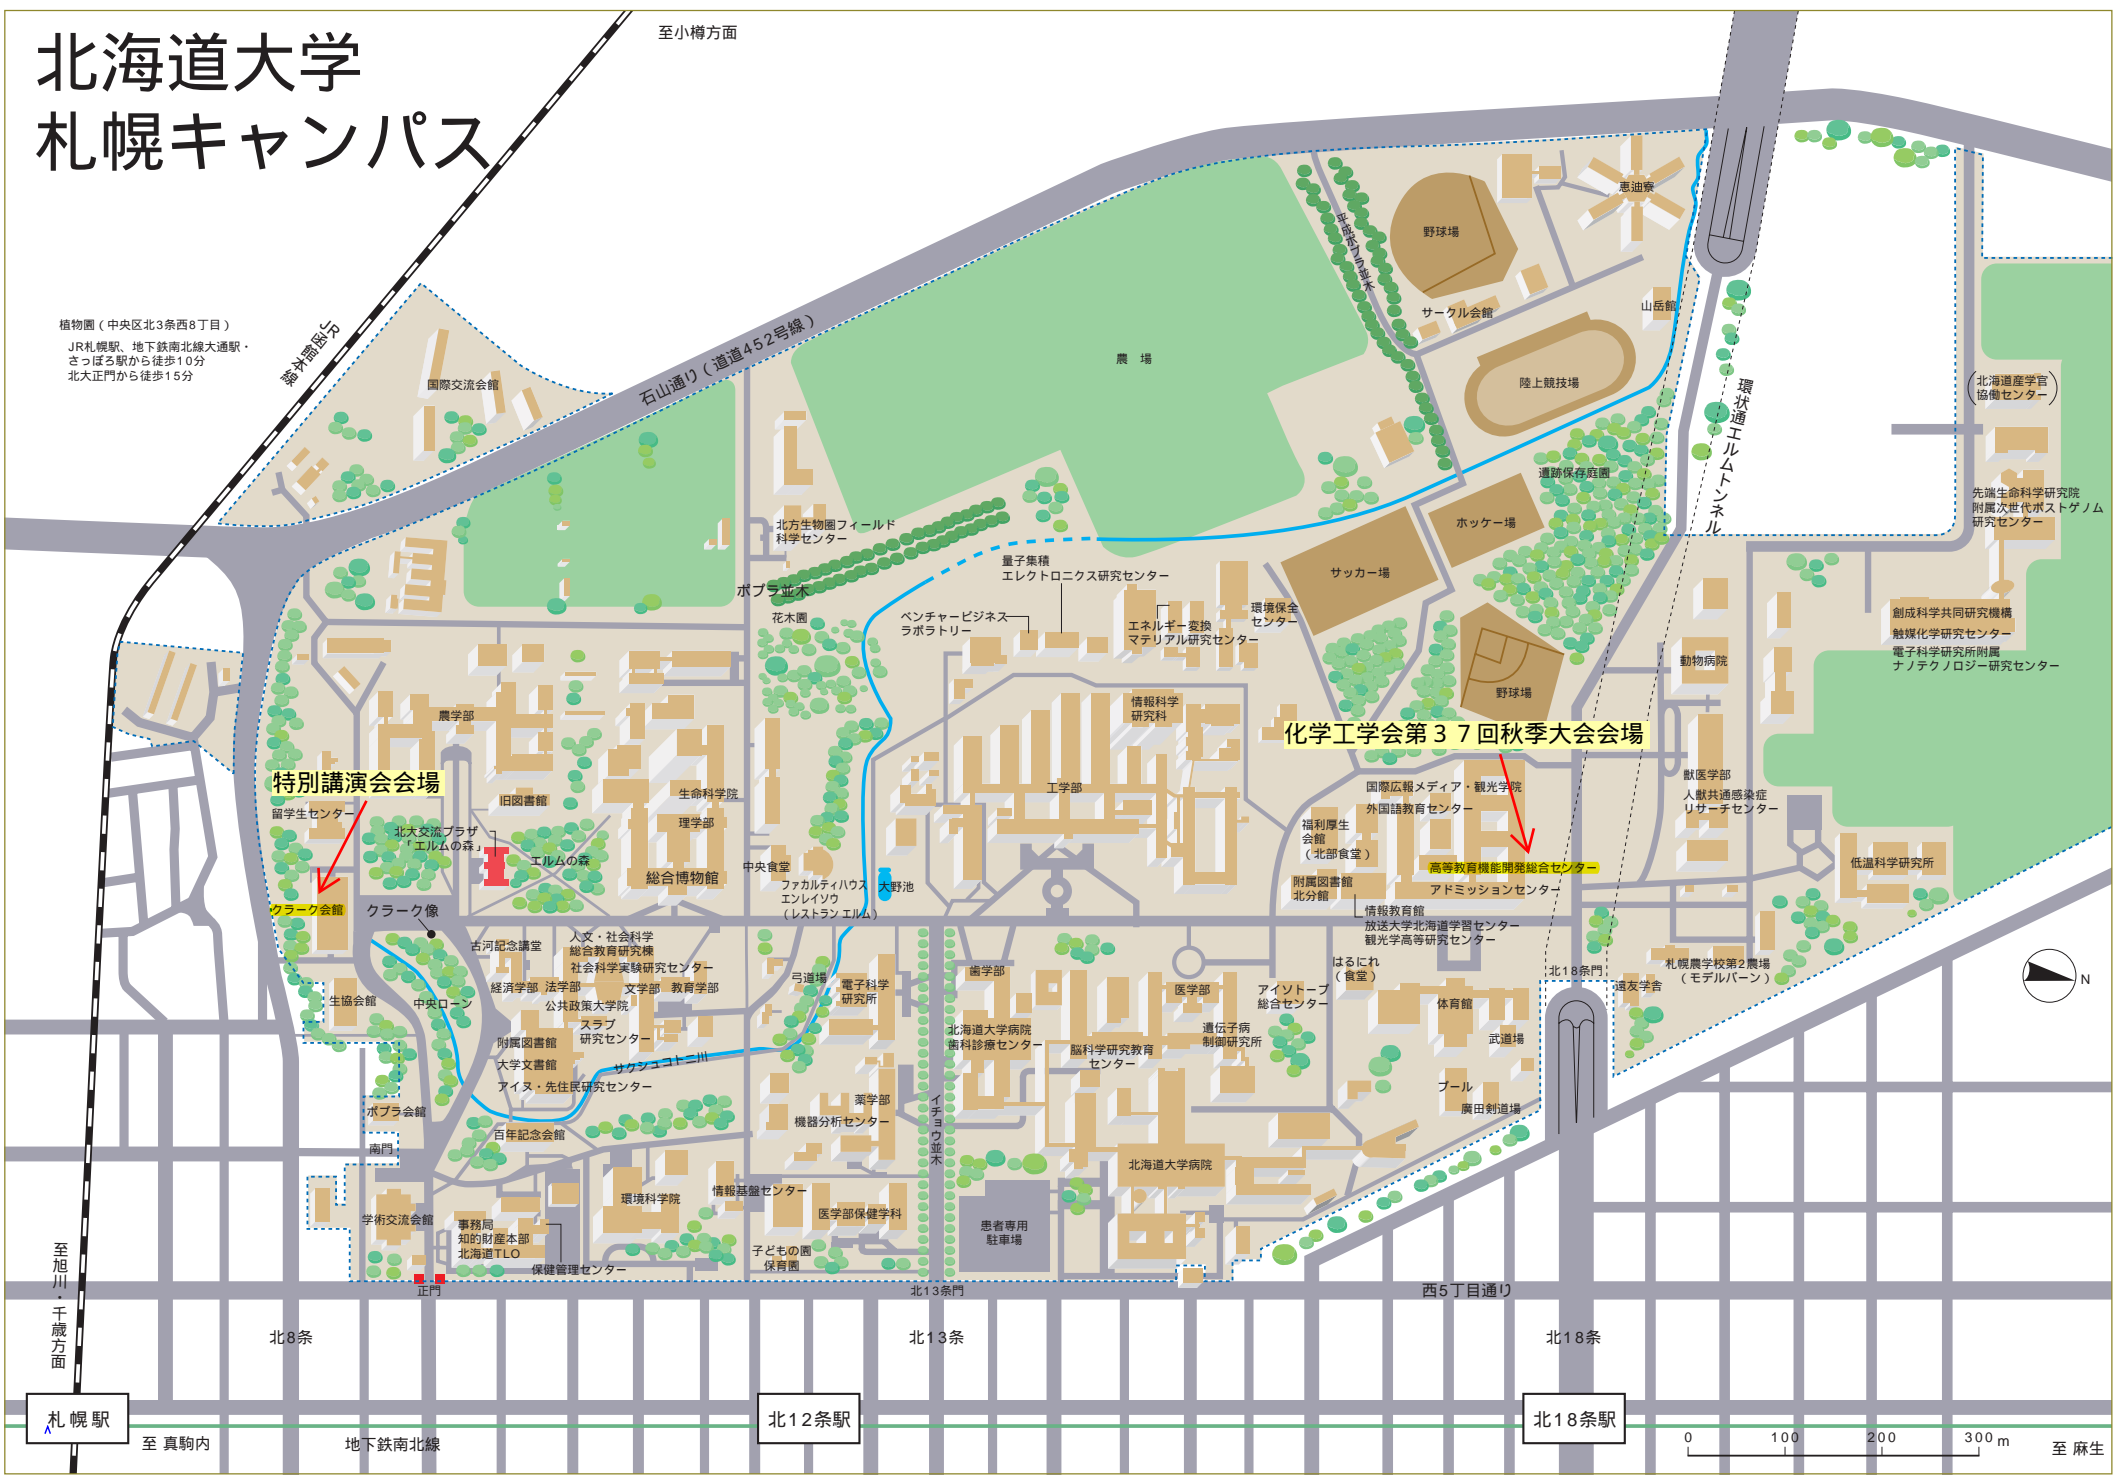 北海道大学
札幌キャンパス
至小樽方面
植物園（中央区北3条西8丁目）
JR札幌駅、地下鉄南北線大通駅・
さっぽろ駅から徒歩10分
北大正門から徒歩15分
JR函館本線
石山通り（道道452号線）
国際交流会館
農　場
平成ポプラ並木
野球場
恵迪寮
サークル会館
山岳館
陸上競技場
遺跡保存庭園
環状通エルムトンネル
（北海道産学官
協働センター）
先端生命科学研究院
附属次世代ポストゲノム
研究センター
北方生物圏フィールド
科学センター
ポプラ並木
花木園
量子集積
エレクトロニクス研究センター
ベンチャービジネス
ラボラトリー
エネルギー変換
マテリアル研究センター
環境保全
センター
サッカー場
ホッケー場
野球場
動物病院
創成科学共同研究機構
触媒化学研究センター
電子科学研究所附属
ナノテクノロジー研究センター
農学部
情報科学
研究科
化学工学会第３７回秋季大会会場
特別講演会会場
留学生センター
旧図書館
生命科学院
理学部
工学部
国際広報メディア・観光学院
外国語教育センター
獣医学部
人獣共通感染症
リサーチセンター
北大交流プラザ
「エルムの森」
エルムの森
総合博物館
中央食堂
ファカルティハウス
エンレイソウ
（レストラン エルム）
大野池
福利厚生
会館
（北部食堂）
高等教育機能開発総合センター
アドミッションセンター
附属図書館
北分館
低温科学研究所
クラーク会館
クラーク像
情報教育館
放送大学北海道学習センター
観光学高等研究センター
古河記念講堂
人文・社会科学
総合教育研究棟
社会科学実験研究センター
経済学部
法学部
文学部
教育学部
公共政策大学院
スラブ
研究センター
弓道場
電子科学
研究所
歯学部
医学部
アイソトープ
総合センター
はるにれ
（食堂）
体育館
北18条門
遠友学舎
札幌農学校第2農場
（モデルバーン）
N
生協会館
中央ローン
附属図書館
大学文書館
アイヌ・先住民研究センター
サクシュコトニ川
北海道大学病院
歯科診療センター
脳科学研究教育
センター
遺伝子病
制御研究所
武道場
プール
廣田剣道場
ポプラ会館
南門
百年記念会館
薬学部
機器分析センター
イチョウ並木
北海道大学病院
学術交流会館
事務局
知的財産本部
北海道TLO
保健管理センター
環境科学院
情報基盤センター
医学部保健学科
子どもの園
保育園
患者専用
駐車場
正門
北13条門
西5丁目通り
至旭川・千歳方面
北8条
北13条
北18条
札幌駅
北12条駅
北18条駅
至 真駒内
地下鉄南北線
0 100 200 300 m
至 麻生